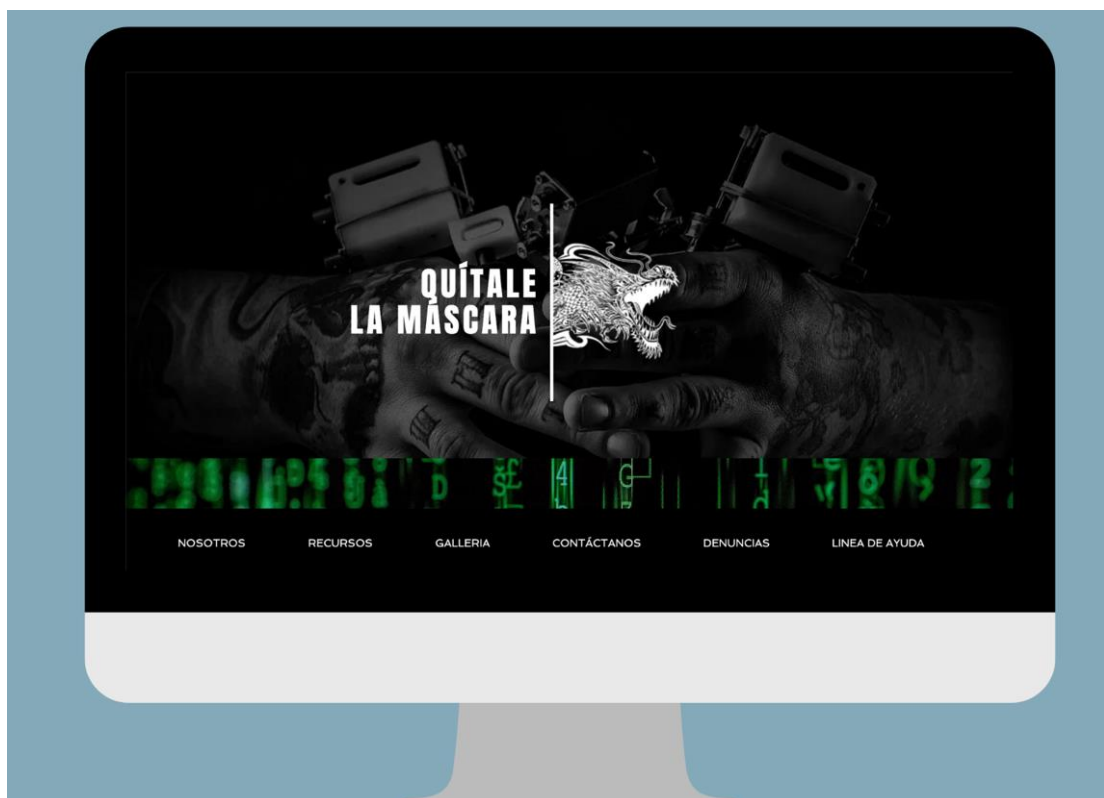 QUÍTALE
LA MÁSCARA
NOSOTROS
RECURSOS
GALLERIA
CONTÁCTANOS
DENUNCIAS
LINEA DE AYUDA